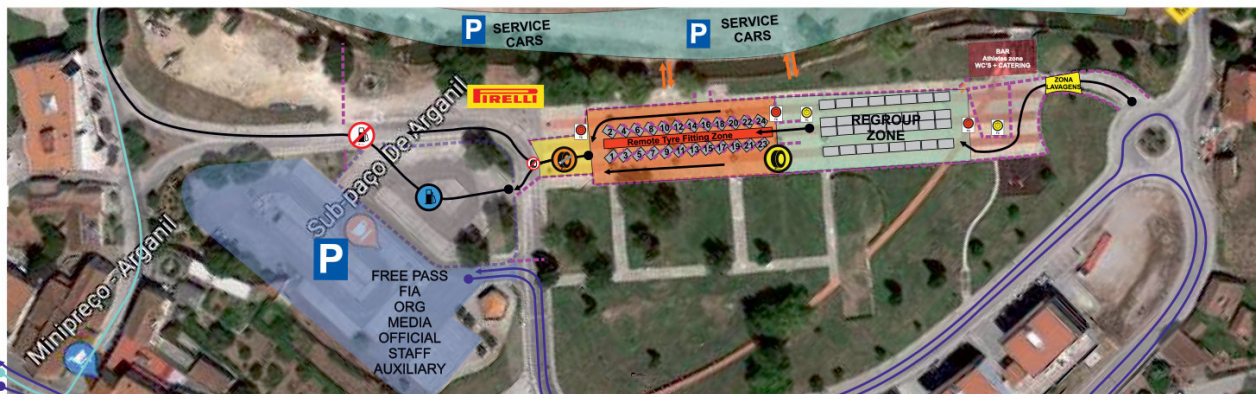 P
SERVICE
CARS
P
SERVICE
CARS
BAR
Athletes zona
WC'S + CATERING
ZONA
LAVAGENS
PIRELLI
2 4 6 8 10 12 14 16 18 20 22 24
Remote Tyre Fitting Zone
1 3 5 7 9 11 13 15 17 19 21 23
REGROUP
ZONE
Sub-paço De Arganil
P
FREE PASS
FIA
ORG
MEDIA
OFFICIAL
STAFF
AUXILIARY
Minipreço - Arganil